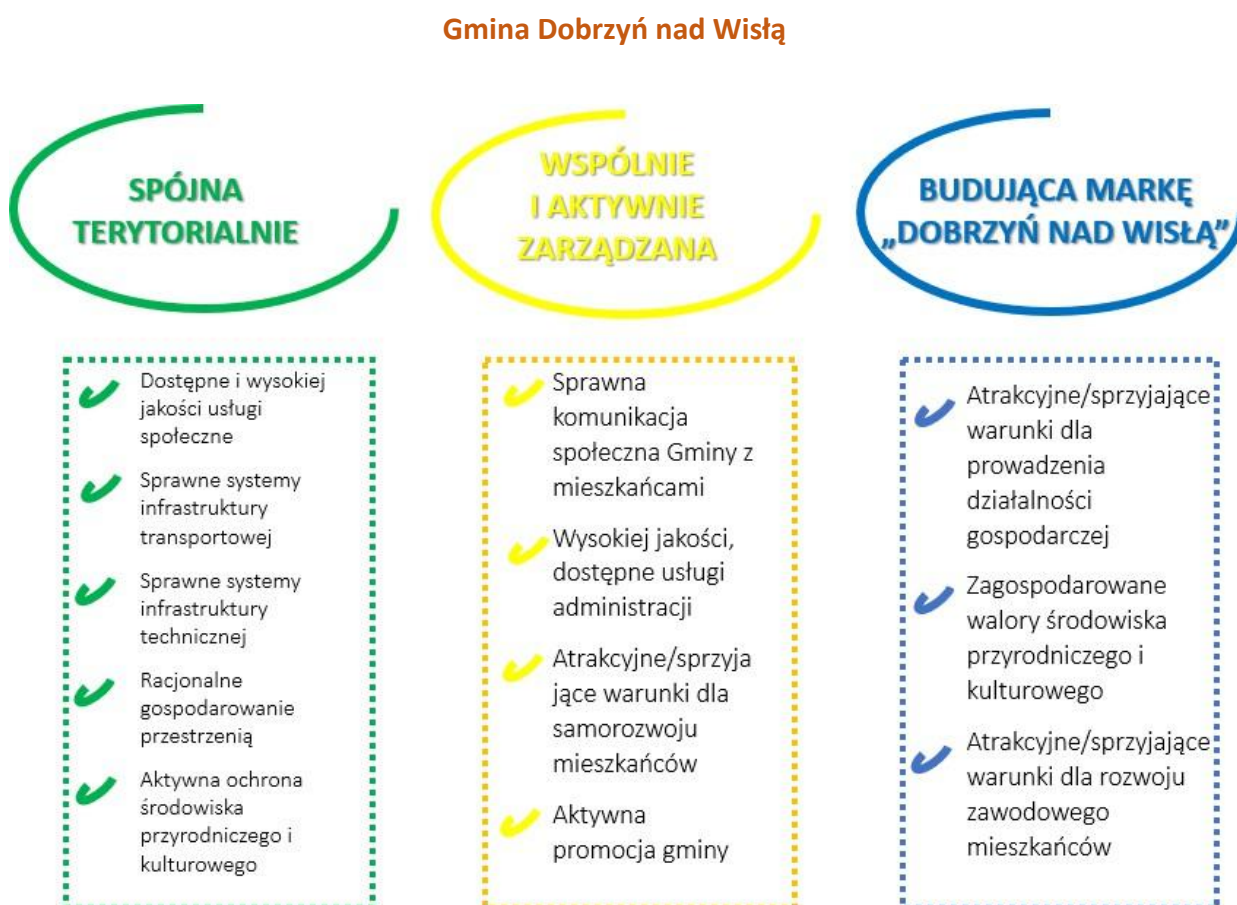 Gmina Dobrzyń nad Wisłą
SPÓJNA
TERYTORIALNIE
Dostępne i wysokiej
jakości usługi
społeczne
Sprawne systemy
infrastruktury
transportowej
Sprawne systemy
infrastruktury
technicznej
Racjonalne
gospodarowanie
przestrzenią
Aktywna ochrona
środowiska
przyrodniczego i
kulturowego
WSPÓLNIE
I AKTYWNIE
ZARZĄDZANA
Sprawna
komunikacja
społeczna Gminy z
mieszkańcami
Wysokiej jakości,
dostępne usługi
administracji
Atrakcyjne/sprzyja
jące warunki dla
samorozwoju
mieszkańców
Aktywna
promocja gminy
BUDUJĄCA MARKĘ
„DOBRZYŃ NAD WISŁĄ”
Atrakcyjne/sprzyjające
warunki dla
prowadzenia
działalności
gospodarczej
Zagospodarowane
walory środowiska
przyrodniczego i
kulturowego
Atrakcyjne/sprzyjające
warunki dla rozwoju
zawodowego
mieszkańców